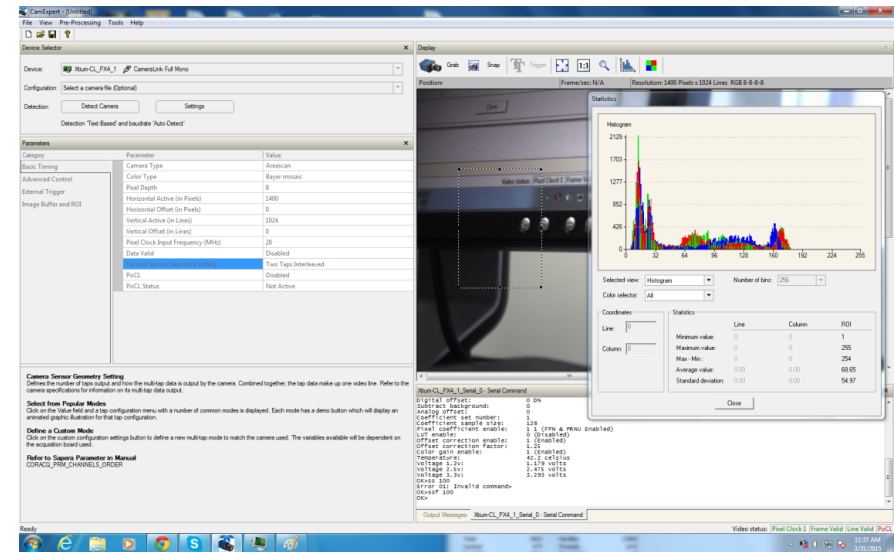 CamExpert - [Untitled]
File View Pre-Processing Tools Help
Device Selector
Device: Xtium-CL_PX4_1 CameraLink Full Mono
Configuration: Select a camera file (Optional)
Detection: Detect Camera Settings
Detection 'Text-Based' and baudrate 'Auto-Detect'
Parameters
Category Parameter Value
Basic Timing
Advanced Control
External Trigger
Image Buffer and ROI
Camera Type Areascan
Color Type Bayer mosaic
Pixel Depth 8
Horizontal Active (in Pixels) 1400
Horizontal Offset (in Pixels) 0
Vertical Active (in Lines) 1024
Vertical Offset (in Lines) 0
Pixel Clock Input Frequency (MHz) 20
Data Valid Disabled
Camera Sensor Geometry Setting Two Taps Interleaved
PoCL Disabled
PoCL Status Not Active
Camera Sensor Geometry Setting
Defines the number of taps output and how the multi-tap data is output by the camera. Combined together, the tap data make up one video line. Refer to the
camera specifications for information on its multi-tap data output.
Select from Popular Modes
Click on the Value field and a tap configuration menu with a number of common modes is displayed. Each mode has a demo button which will display an
animated graphic illustration for that tap configuration.
Define a Custom Mode
Click on the custom configuration settings button to define a new multi-tap mode to match the camera used. The variables available will be dependent on
the acquisition board used.
Refer to Sapera Parameter in Manual
CORACQ_PRM_CHANNELS_ORDER
Display
Grab Snap Trigger 1:1
Position: Frame/sec: N/A Resolution: 1400 Pixels x 1024 Lines RGB 8-8-8-8
Close
Video status: Pixel Clock 1 Frame
Statistics
Histogram
2129
1703
1277
852
426
0
0 32 64 96 128 160 192 224 255
Selected view: Histogram Number of bins: 256
Color selector: All
Coordinates
Line: 0
Column: 0
Statistics
Line Column ROI
Minimum value: 0 0 1
Maximum value: 0 0 255
Max - Min : 0 0 254
Average value: 0.00 0.00 68.65
Standard deviation: 0.00 0.00 54.97
Close
Xtium-CL_PX4_1_Serial_0 - Serial Command
Digital offset: 0 DN
Subtract background: 0
Analog offset: 0
Coefficient set number: 1
Coefficient sample size: 128
Pixel coefficient enable: 1 1 (FPN & PRNU Enabled)
LUT enable: 0 (Disabled)
Offset correction enable: 1 (Enabled)
Offset correction factor: 1.25
Color gain enable: 1 (Enabled)
Temperature: 42.2 celsius
Voltage 1.2v: 1.179 volts
Voltage 2.5v: 2.475 volts
Voltage 3.3v: 3.293 volts
OK>ss 100
Error 01: Invalid command>
OK>ssf 100
OK>
Output Messages Xtium-CL_PX4_1_Serial_0 - Serial Command
Ready
Video status: Pixel Clock 1 Frame Valid Line Valid PoCL
11:37 AM
3/31/2015